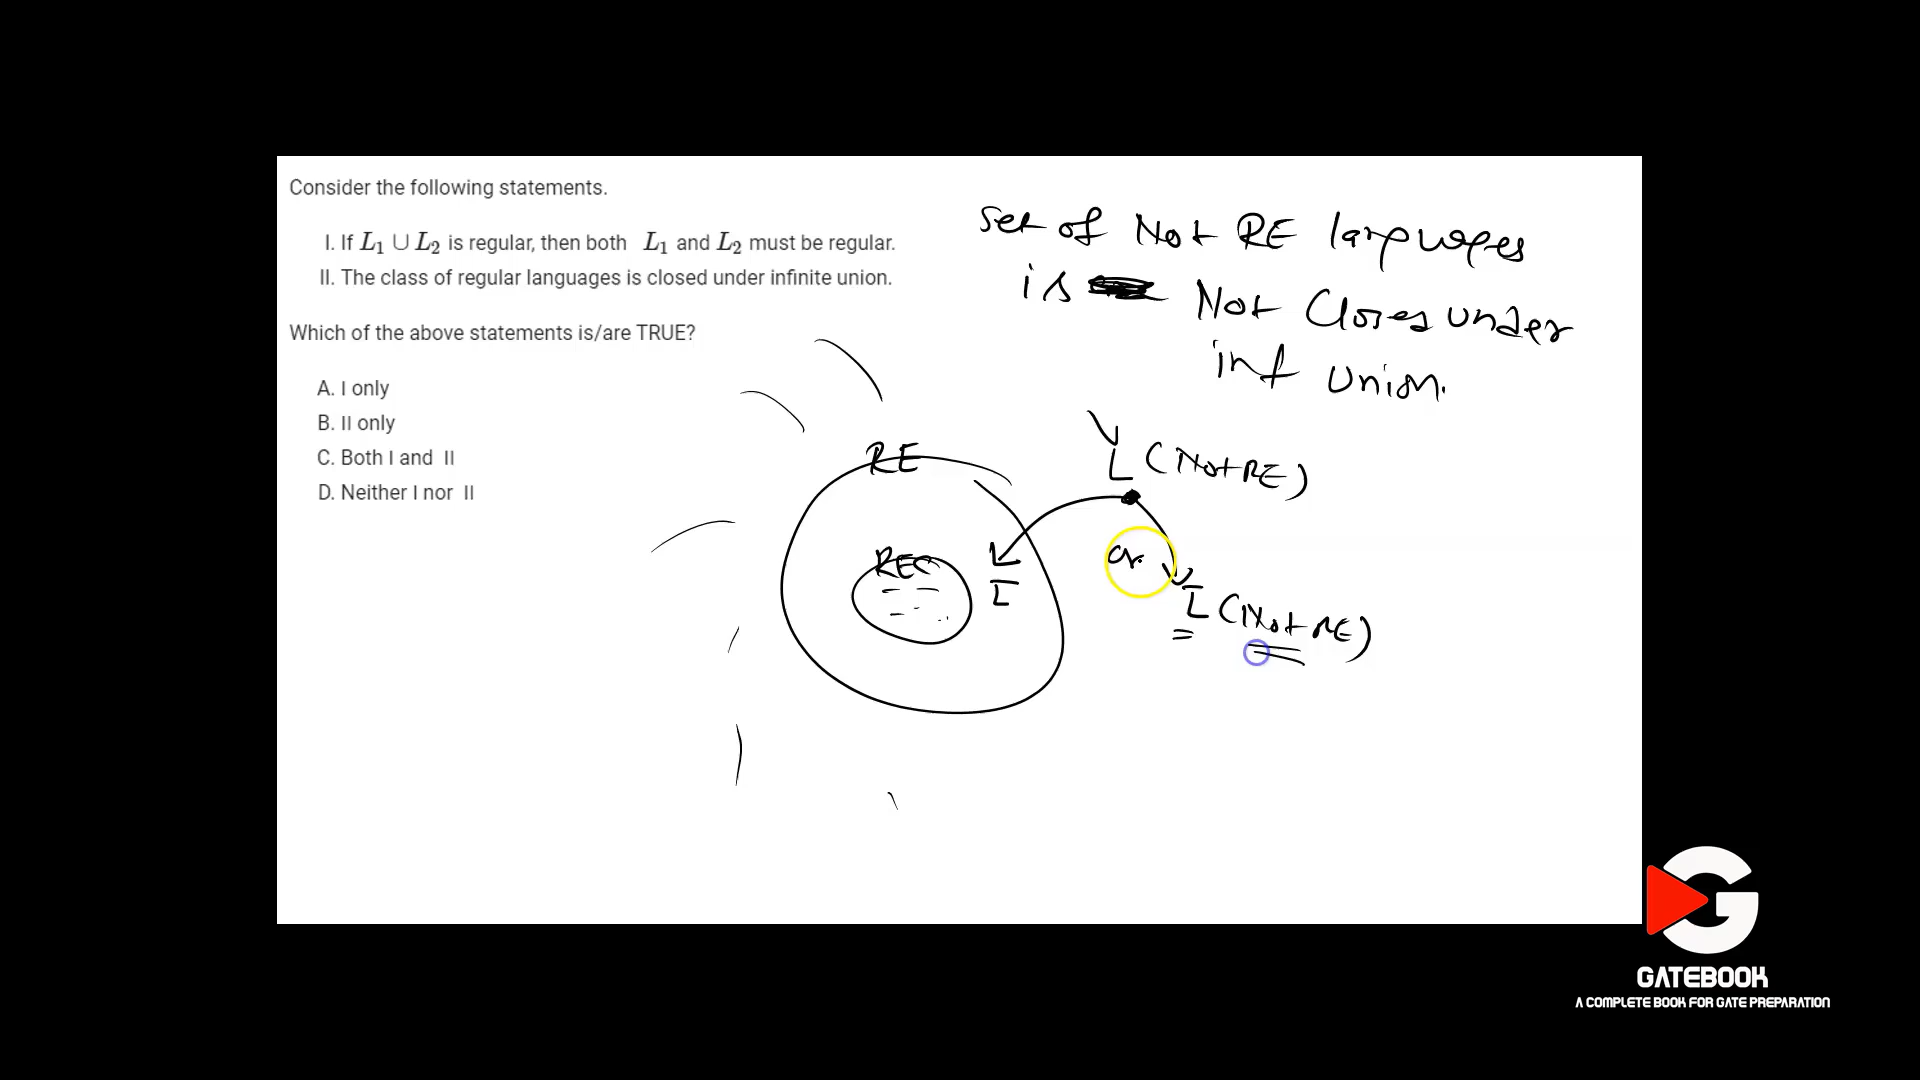 Consider the following statements.
I. If L₁ ∪ L₂ is regular, then both L₁ and L₂ must be regular.
II. The class of regular languages is closed under infinite union.
Which of the above statements is/are TRUE?
A. I only
B. II only
C. Both I and II
D. Neither I nor II
Set of Not RE languages
is Not Closed under
inf Union.
RE
L (Not RE)
REC
L
L̅
or
L̅ (Not RE)
GATEBOOK
A COMPLETE BOOK FOR GATE PREPARATION